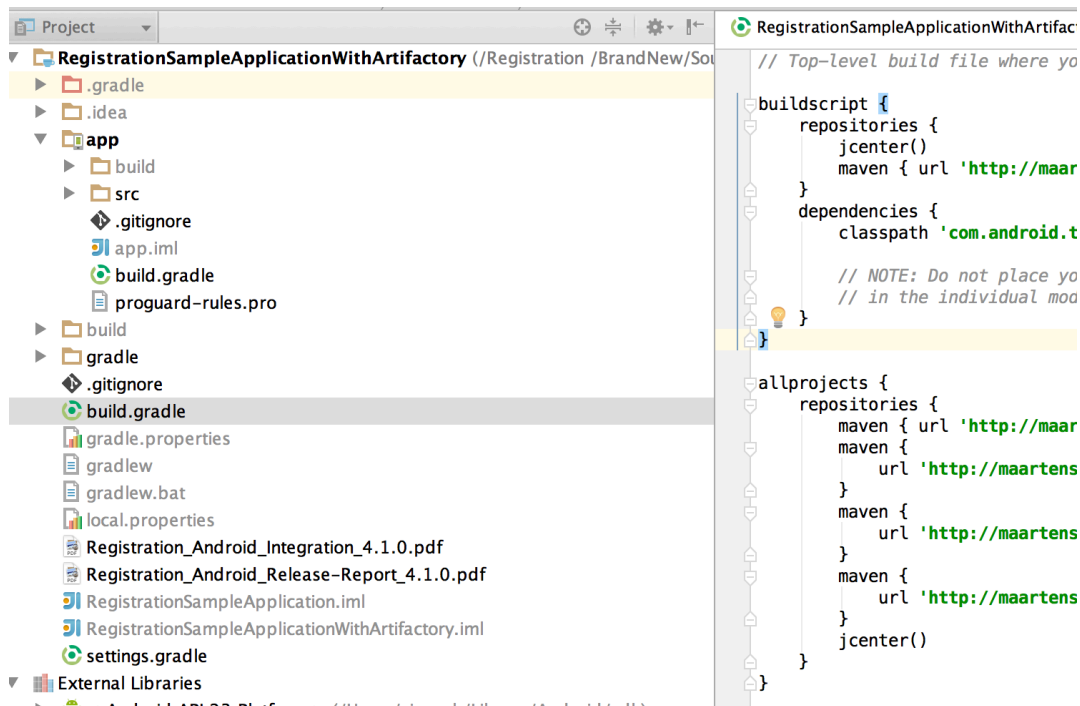 Project
RegistrationSampleApplicationWithArtifactory (/Registration /BrandNew/Sou
.gradle
.idea
app
build
src
.gitignore
app.iml
build.gradle
proguard-rules.pro
build
gradle
.gitignore
build.gradle
gradle.properties
gradlew
gradlew.bat
local.properties
Registration_Android_Integration_4.1.0.pdf
Registration_Android_Release-Report_4.1.0.pdf
RegistrationSampleApplication.iml
RegistrationSampleApplicationWithArtifactory.iml
settings.gradle
External Libraries
RegistrationSampleApplicationWithArtifact
// Top-level build file where yo
buildscript {
repositories {
jcenter()
maven { url 'http://maar
}
dependencies {
classpath 'com.android.t
// NOTE: Do not place yo
// in the individual mod
}
}
allprojects {
repositories {
maven { url 'http://maar
maven {
url 'http://maartens
}
maven {
url 'http://maartens
}
maven {
url 'http://maartens
}
jcenter()
}
}